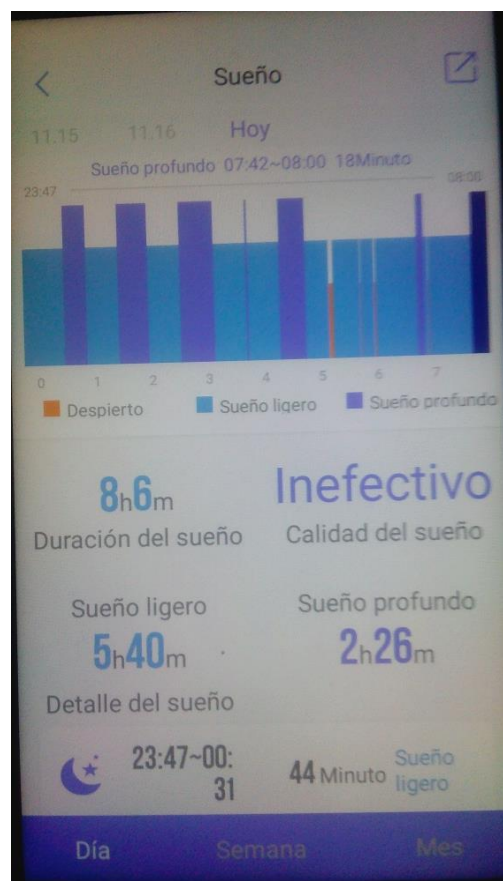 Sueño
11.15 11.16 Hoy
Sueño profundo 07:42~08:00 18Minuto
23:47 08:00
0 1 2 3 4 5 6 7
Despierto Sueño ligero Sueño profundo
8h6m Inefectivo
Duración del sueño Calidad del sueño
Sueño ligero Sueño profundo
5h40m 2h26m
Detalle del sueño
23:47~00:
31
44 Minuto
Sueño
ligero
Día Semana Mes